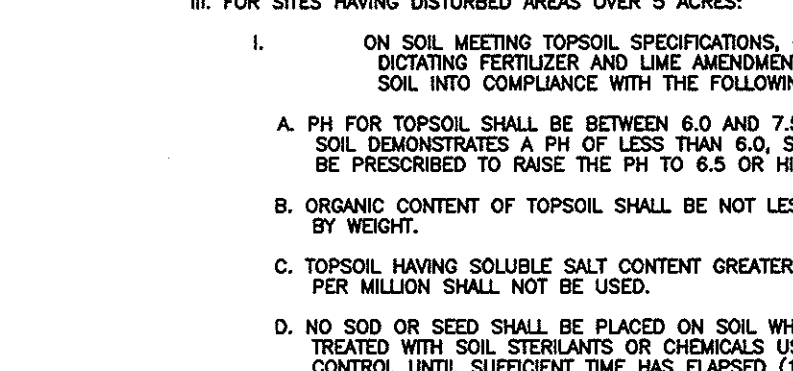 III. FOR SITES HAVING DISTURBED AREAS OVER 5 ACRES:
I. ON SOIL MEETING TOPSOIL SPECIFICATIONS,
DICTATING FERTILIZER AND LIME AMENDMEN
SOIL INTO COMPLIANCE WITH THE FOLLOWIN
A. PH FOR TOPSOIL SHALL BE BETWEEN 6.0 AND 7.5
SOIL DEMONSTRATES A PH OF LESS THAN 6.0, S
BE PRESCRIBED TO RAISE THE PH TO 6.5 OR HI
B. ORGANIC CONTENT OF TOPSOIL SHALL BE NOT LES
BY WEIGHT.
C. TOPSOIL HAVING SOLUBLE SALT CONTENT GREATER
PER MILLION SHALL NOT BE USED.
D. NO SOD OR SEED SHALL BE PLACED ON SOIL WH
TREATED WITH SOIL STERILANTS OR CHEMICALS US
CONTROL UNTIL SUFFICIENT TIME HAS ELAPSED (1